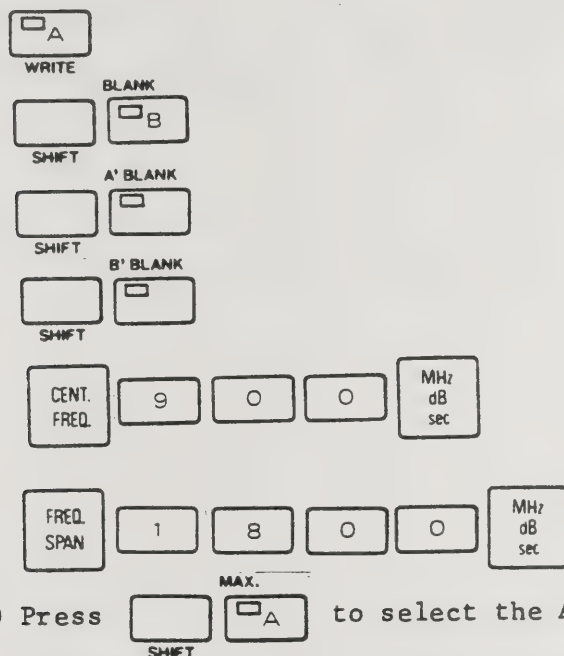 A
WRITE
BLANK
B
SHIFT
A' BLANK
SHIFT
B' BLANK
SHIFT
CENT. FREQ. 9 0 0 MHz dB sec
FREQ. SPAN 1 8 0 0 MHz dB sec
MAX.
Press A to select the
SHIFT